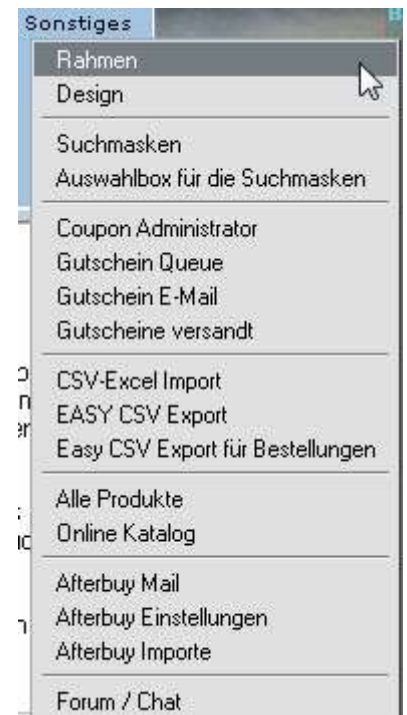 Sonstiges
Rahmen
Design
Suchmasken
Auswahlbox für die Suchmasken
Coupon Administrator
Gutschein Queue
Gutschein E-Mail
Gutscheine versandt
CSV-Excel Import
EASY CSV Export
Easy CSV Export für Bestellungen
Alle Produkte
Online Katalog
Afterbuy Mail
Afterbuy Einstellungen
Afterbuy Importe
Forum / Chat